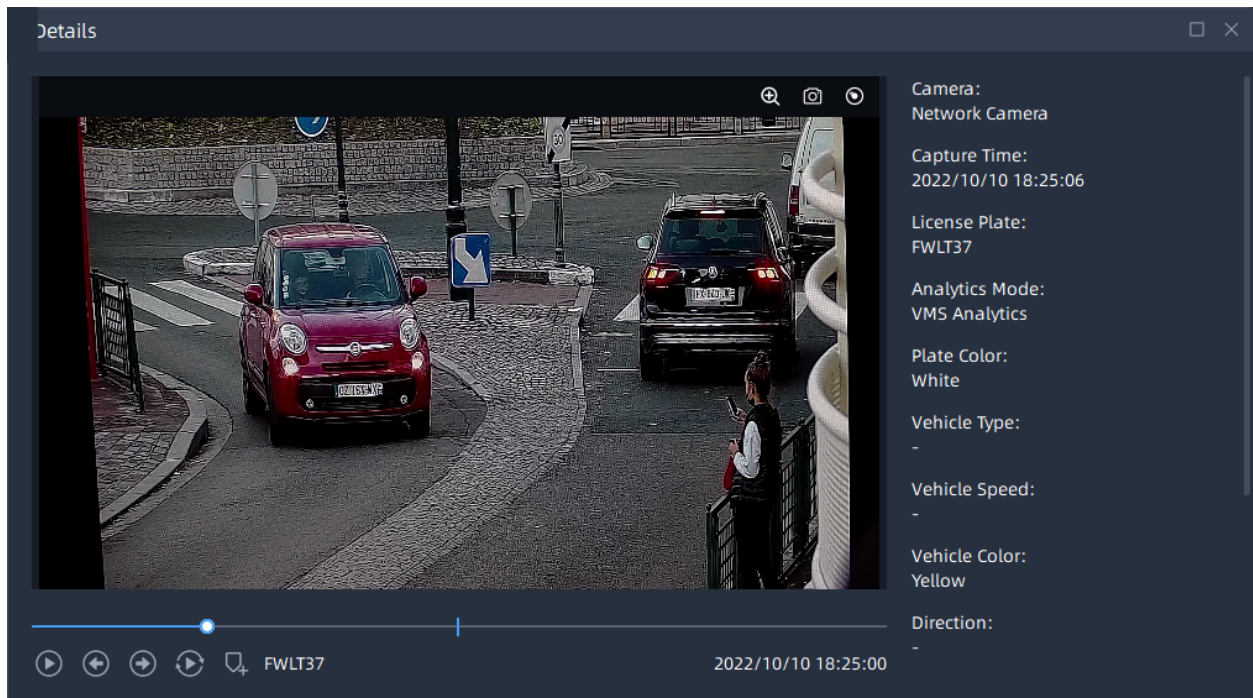 Details
Camera:
Network Camera
Capture Time:
2022/10/10 18:25:06
License Plate:
FWLT37
Analytics Mode:
VMS Analytics
Plate Color:
White
Vehicle Type:
-
Vehicle Speed:
-
Vehicle Color:
Yellow
Direction:
-
50
FWLT37
2022/10/10 18:25:00